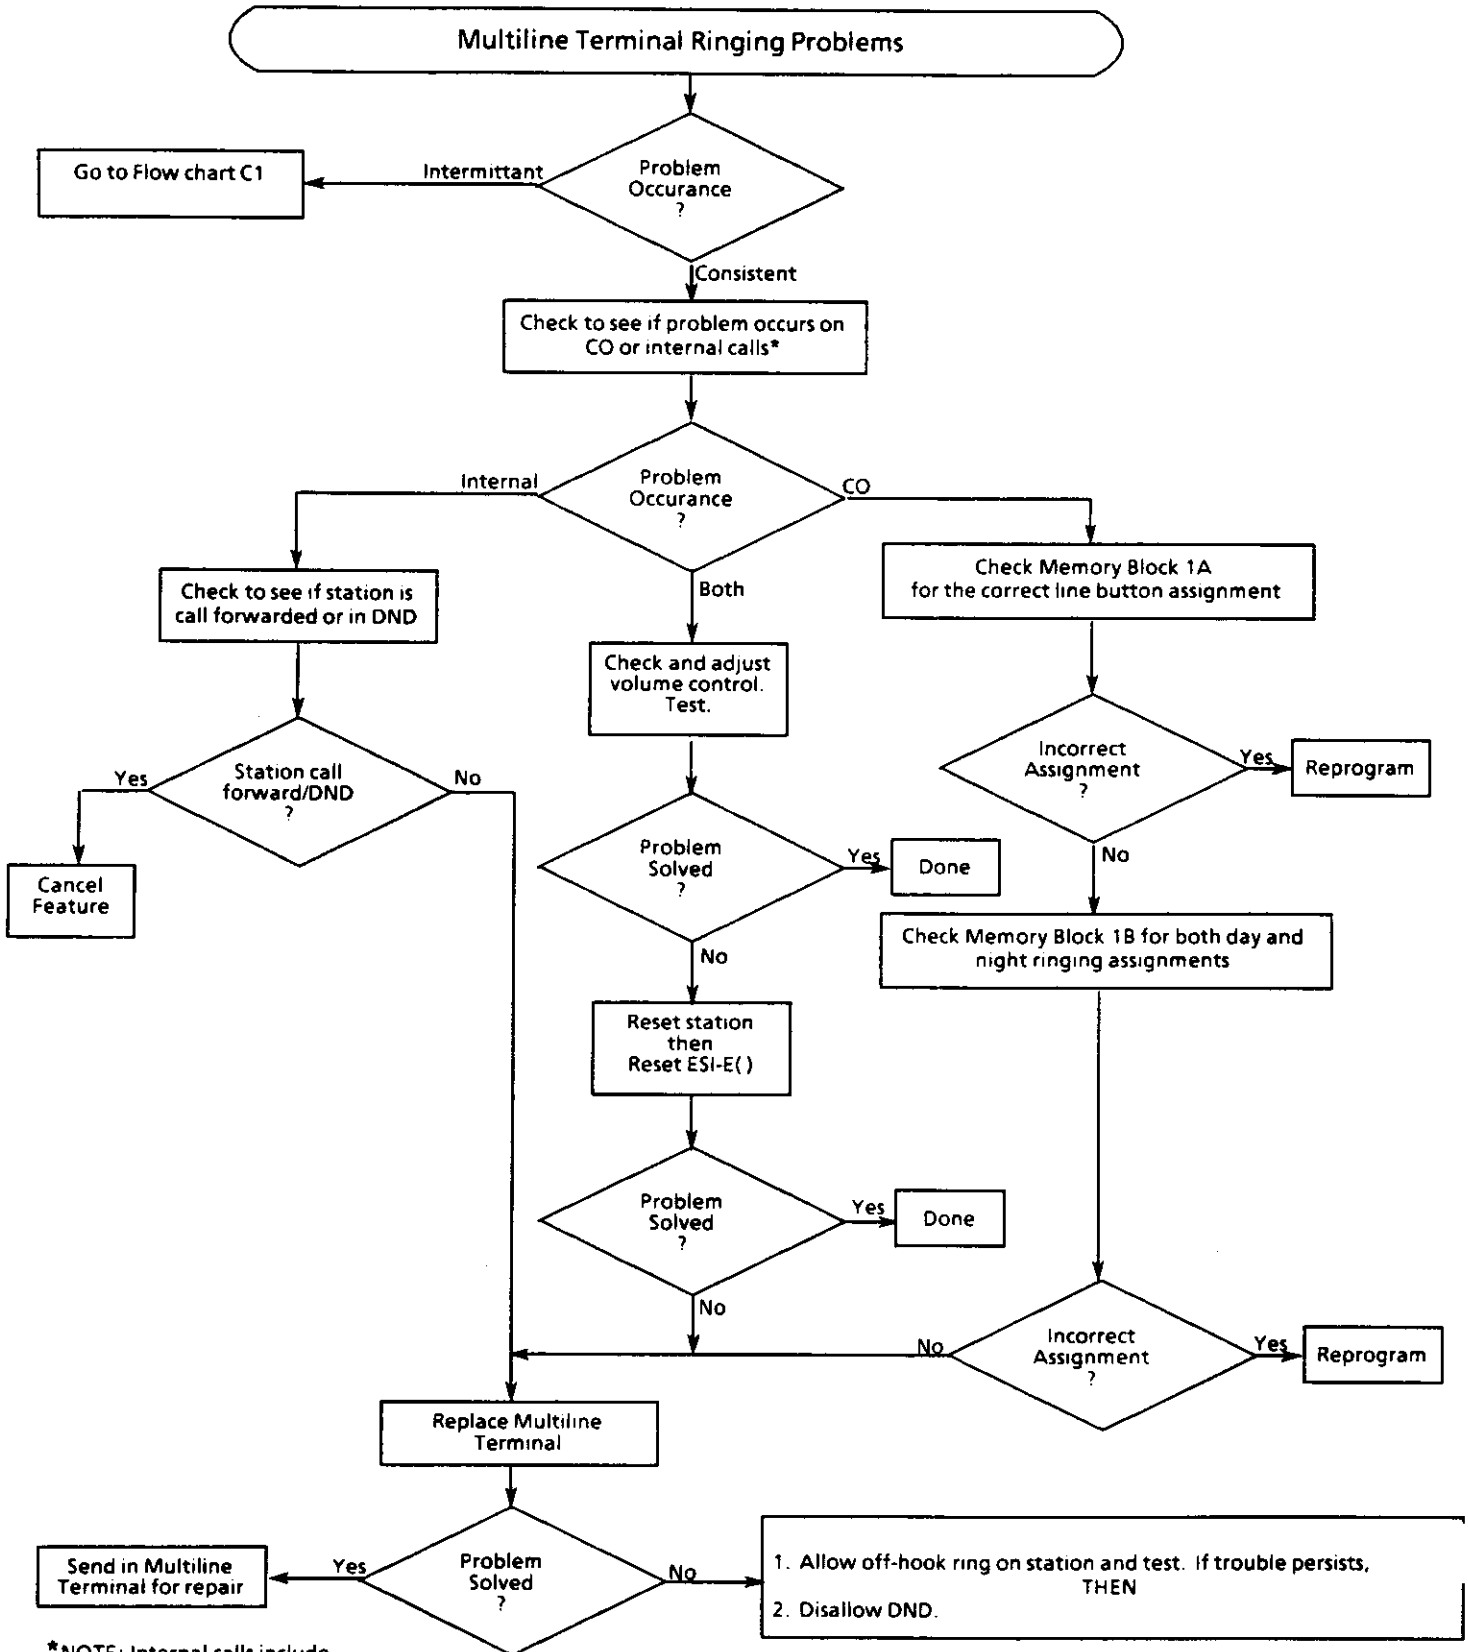 Multiline Terminal Ringing Problems
Problem
Occurance
?
Intermittant
Go to Flow chart C1
Consistent
Check to see if problem occurs on
CO or internal calls*
Problem
Occurance
?
Internal
CO
Both
Check to see if station is
call forwarded or in DND
Check and adjust
volume control.
Test.
Check Memory Block 1A
for the correct line button assignment
Station call
forward/DND
?
Yes
No
Cancel
Feature
Problem
Solved
?
Yes
Done
No
Incorrect
Assignment
?
Yes
Reprogram
No
Check Memory Block 1B for both day and
night ringing assignments
Reset station
then
Reset ESI-E( )
Problem
Solved
?
Yes
Done
No
Incorrect
Assignment
?
Yes
Reprogram
No
Replace Multiline
Terminal
Problem
Solved
?
Yes
Send in Multiline
Terminal for repair
No
1. Allow off-hook ring on station and test. If trouble persists,
THEN
2. Disallow DND.
*NOTE: Internal calls include